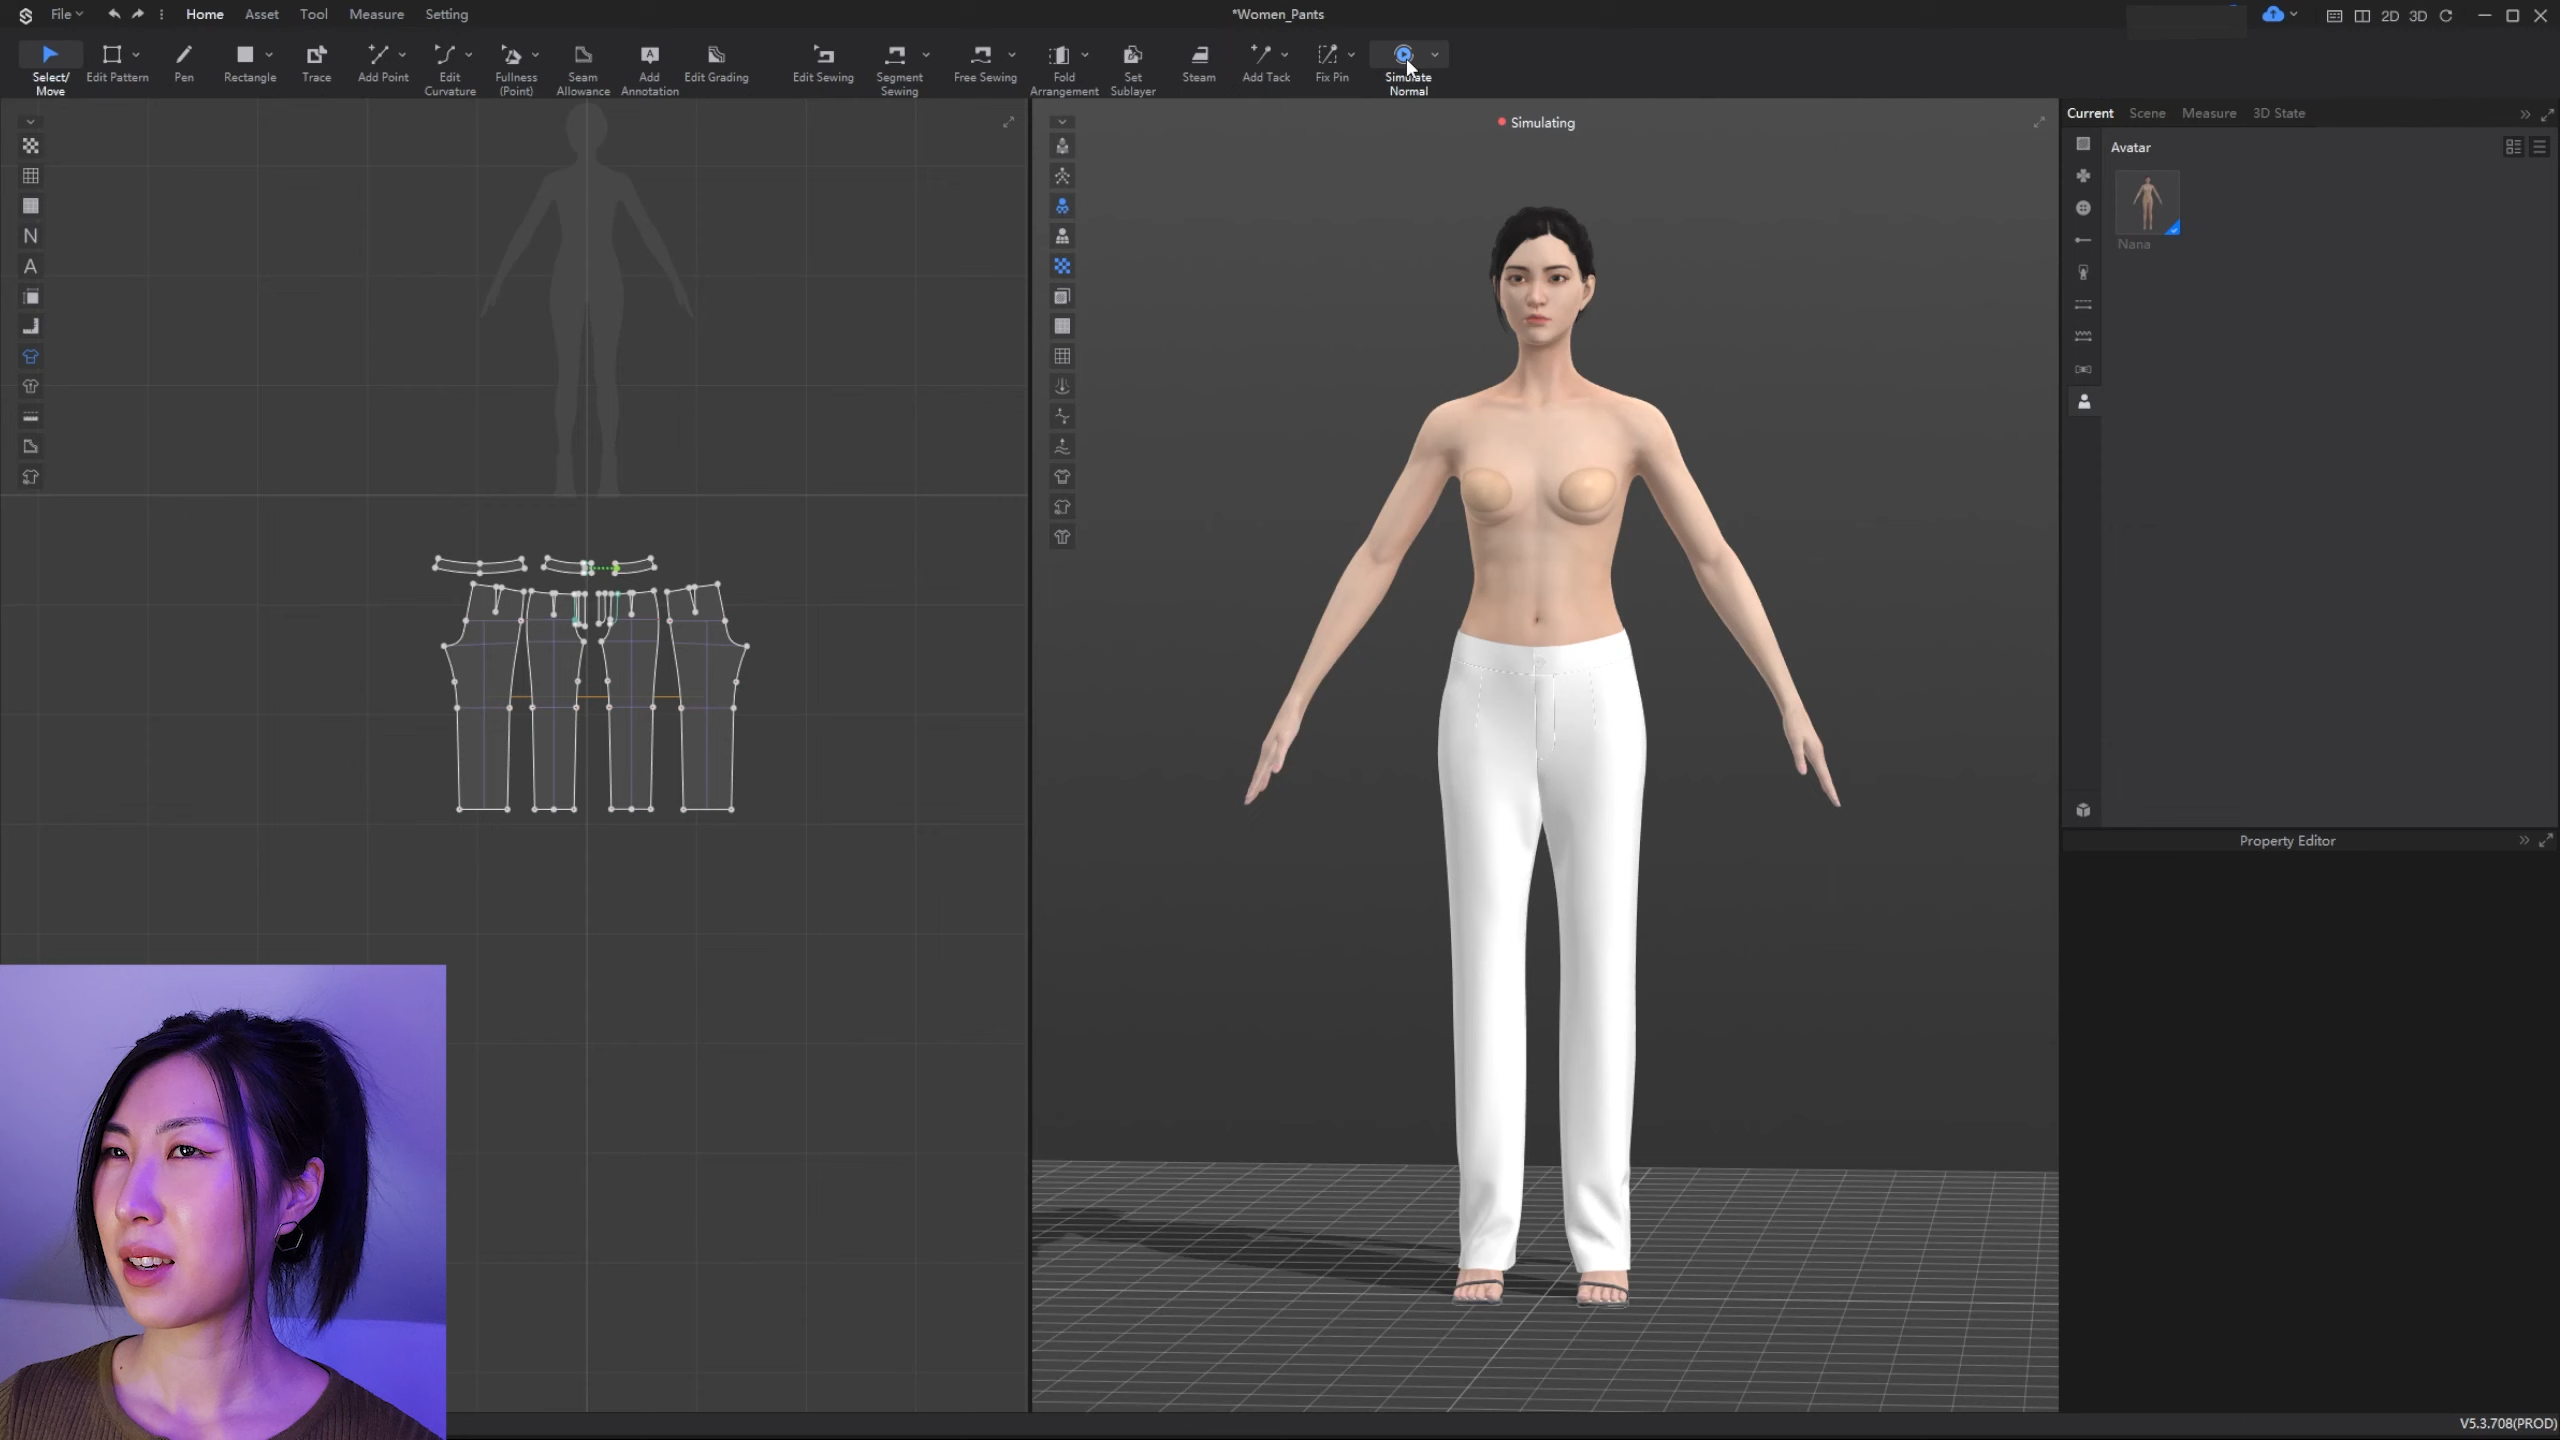 File
Home
Asset
Tool
Measure
Setting
*Women_Pants
2D
3D
Select/
Move
Edit Pattern
Pen
Rectangle
Trace
Add Point
Edit
Curvature
Fullness
(Point)
Seam
Allowance
Add
Annotation
Edit Grading
Edit Sewing
Segment
Sewing
Free Sewing
Fold
Arrangement
Set
Sublayer
Steam
Add Tack
Fix Pin
Simulate
Normal
N
A
A
Simulating
Current
Scene
Measure
3D State
Avatar
Nana
Property Editor
V5.3.708(PROD)